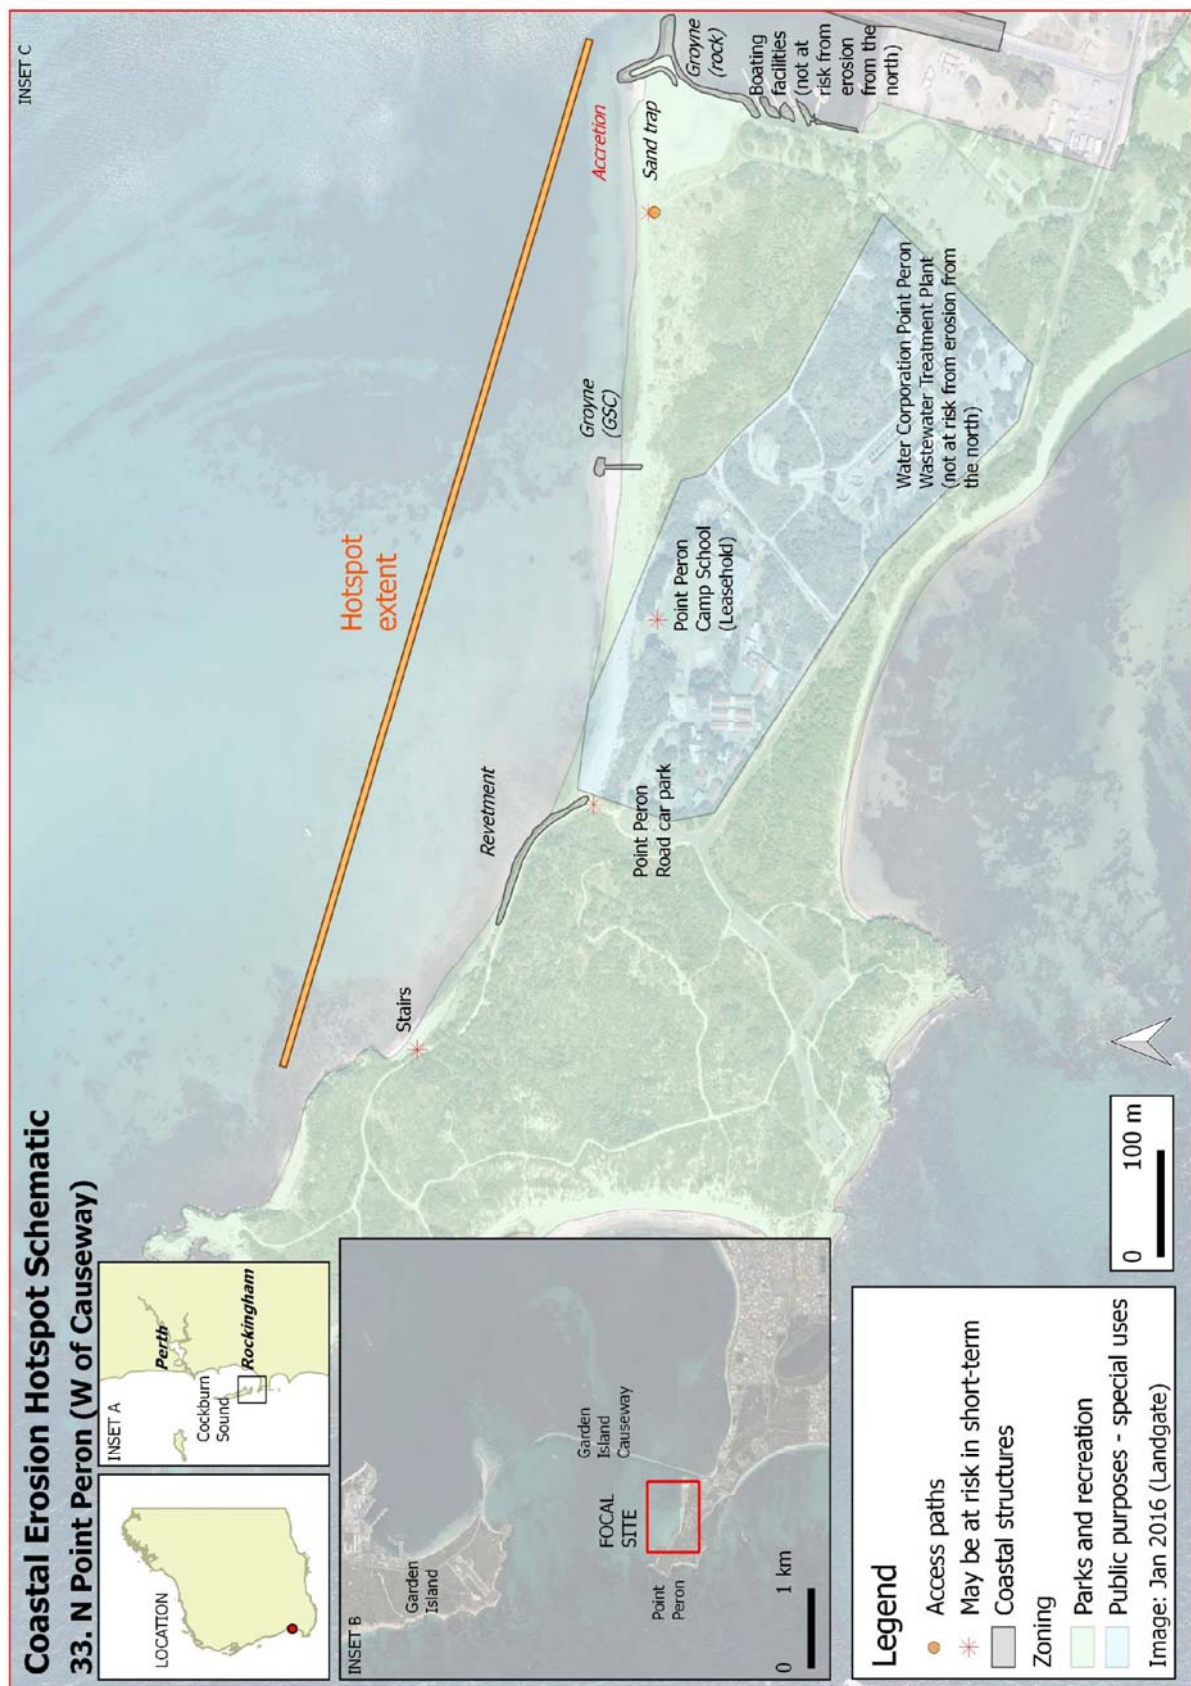 INSET C
Coastal Erosion Hotspot Schematic
33. N Point Peron (W of Causeway)
LOCATION
INSET A
Perth
Cockburn
Sound
Rockingham
INSET B
Garden
Island
Garden
Island
Causeway
FOCAL
SITE
Point
Peron
0
1 km
Hotspot
extent
Stairs
Revetment
Point Peron
Road car park
Point Peron
Camp School
(Leasehold)
Groyne
(GSC)
Accretion
Sand trap
Groyne
(rock)
Boating
facilities
(not at
risk from
erosion
from the
north)
Water Corporation Point Peron
Wastewater Treatment Plant
(not at risk from erosion from
the north)
Legend
Access paths
May be at risk in short-term
Coastal structures
Zoning
Parks and recreation
Public purposes - special uses
Image: Jan 2016 (Landgate)
0
100 m